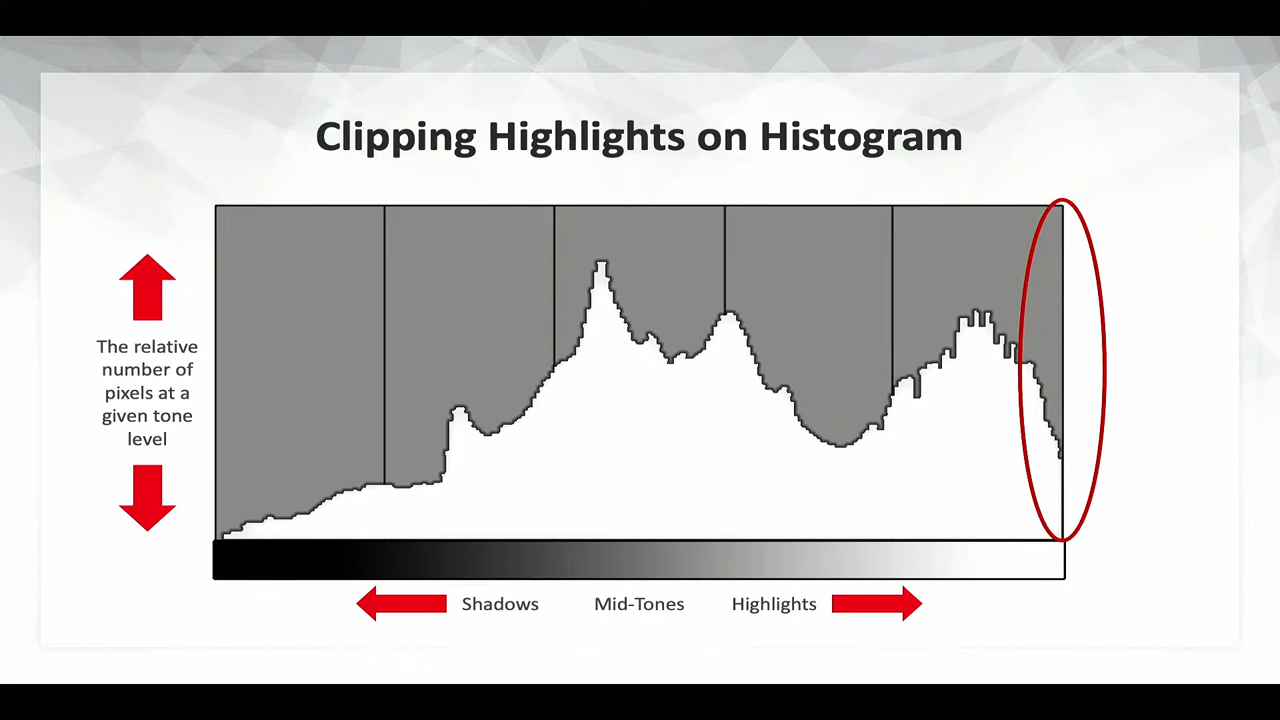 Clipping Highlights on Histogram
The relative
number of
pixels at a
given tone
level
Shadows
Mid-Tones
Highlights